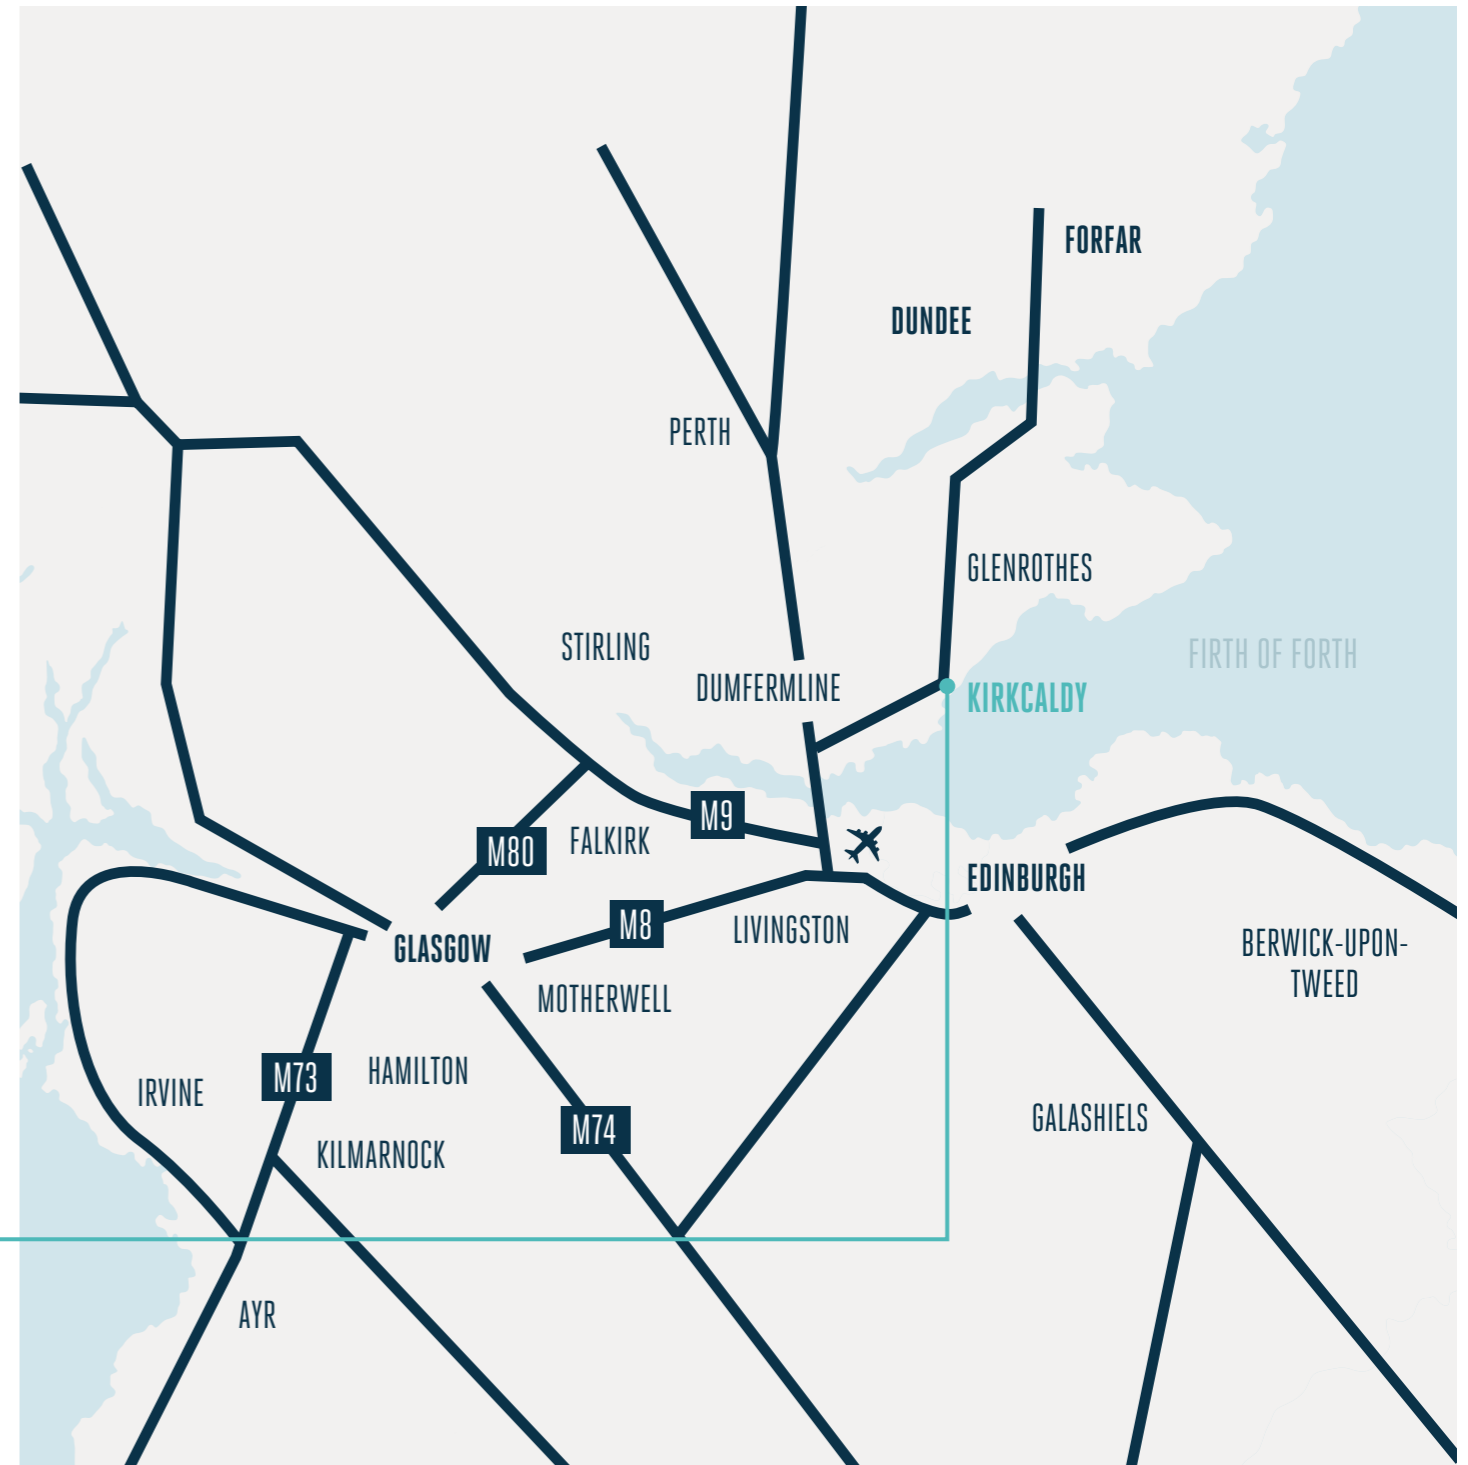 FORFAR
DUNDEE
PERTH
GLENROTHES
STIRLING
FIRTH OF FORTH
DUMFERMLINE
KIRKCALDY
M9
M80
FALKIRK
EDINBURGH
M8
LIVINGSTON
GLASGOW
BERWICK-UPON-
TWEED
MOTHERWELL
M73
HAMILTON
IRVINE
M74
GALASHIELS
KILMARNOCK
AYR